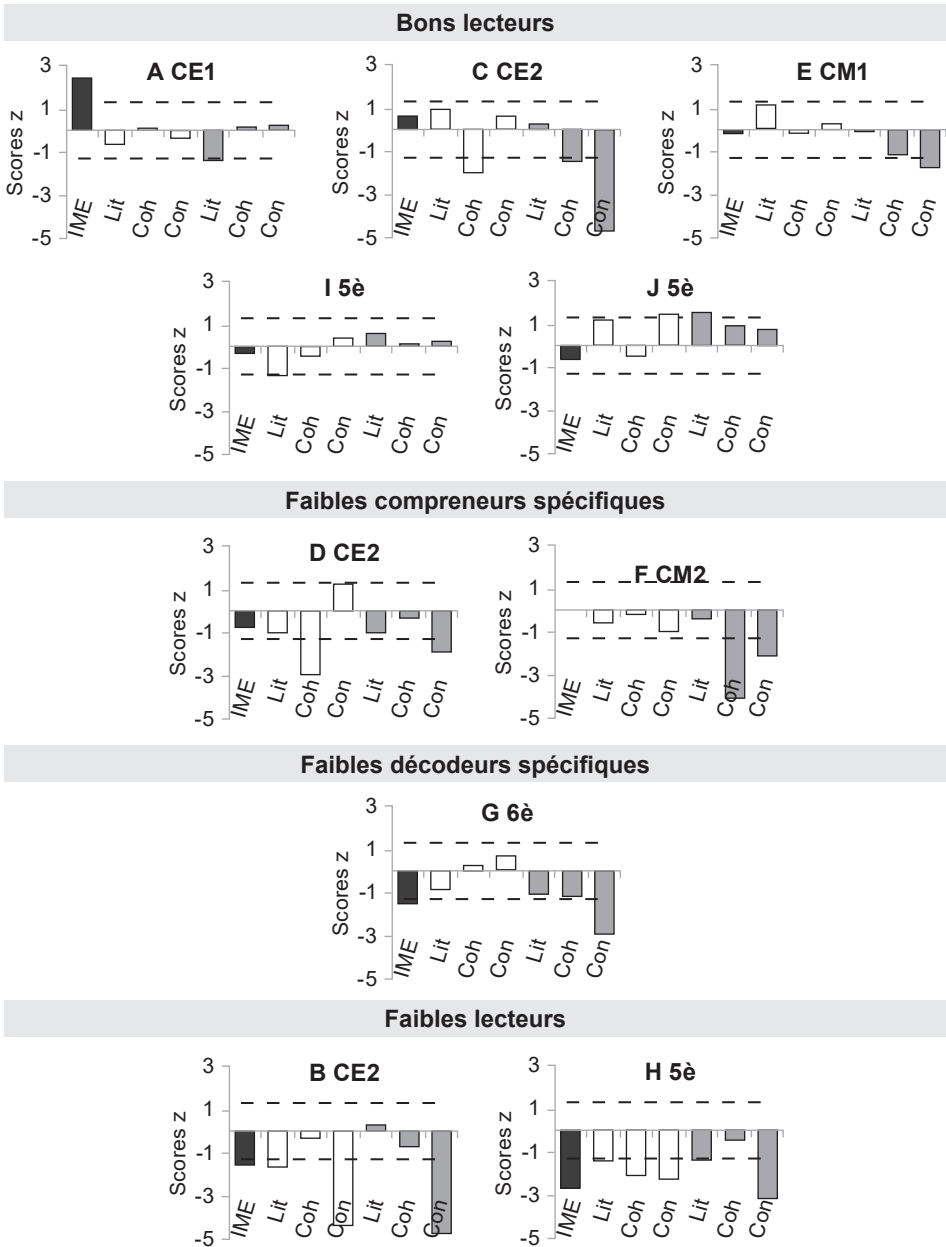 Bons lecteurs
A CE1
Scores z
3
1
-1
-3
-5
IME Lit Coh Con Lit Coh Con
C CE2
Scores z
3
1
-1
-3
-5
IME Lit Coh Con Lit Coh Con
E CM1
Scores z
3
1
-1
-3
-5
IME Lit Coh Con Lit Coh Con
I 5è
Scores z
3
1
-1
-3
-5
IME Lit Coh Con Lit Coh Con
J 5è
Scores z
3
1
-1
-3
-5
IME Lit Coh Con Lit Coh Con
Faibles compreneurs spécifiques
D CE2
Scores z
3
1
-1
-3
-5
IME Lit Coh Con Lit Coh Con
F CM2
Scores z
3
1
-1
-3
-5
IME Lit Coh Con Lit Coh Con
Faibles décodeurs spécifiques
G 6è
Scores z
3
1
-1
-3
-5
IME Lit Coh Con Lit Coh Con
Faibles lecteurs
B CE2
Scores z
3
1
-1
-3
-5
IME Lit Coh Con Lit Coh Con
H 5è
Scores z
3
1
-1
-3
-5
IME Lit Coh Con Lit Coh Con